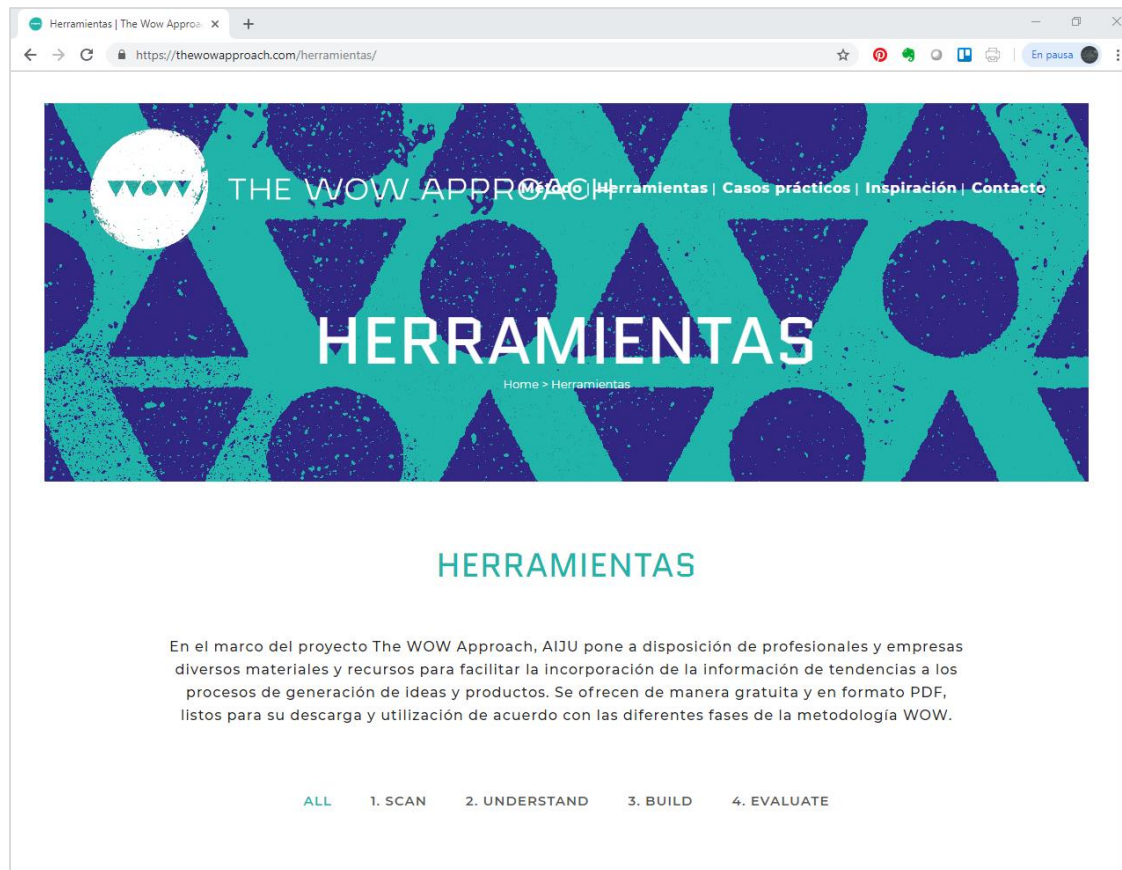 Herramientas | The Wow Approa
https://thewowapproach.com/herramientas/
En pausa
WOW
THE WOW APPROACH
Método | Herramientas | Casos prácticos | Inspiración | Contacto
HERRAMIENTAS
Home > Herramientas
HERRAMIENTAS
En el marco del proyecto The WOW Approach, AIJU pone a disposición de profesionales y empresas
diversos materiales y recursos para facilitar la incorporación de la información de tendencias a los
procesos de generación de ideas y productos. Se ofrecen de manera gratuita y en formato PDF,
listos para su descarga y utilización de acuerdo con las diferentes fases de la metodología WOW.
ALL 1. SCAN 2. UNDERSTAND 3. BUILD 4. EVALUATE